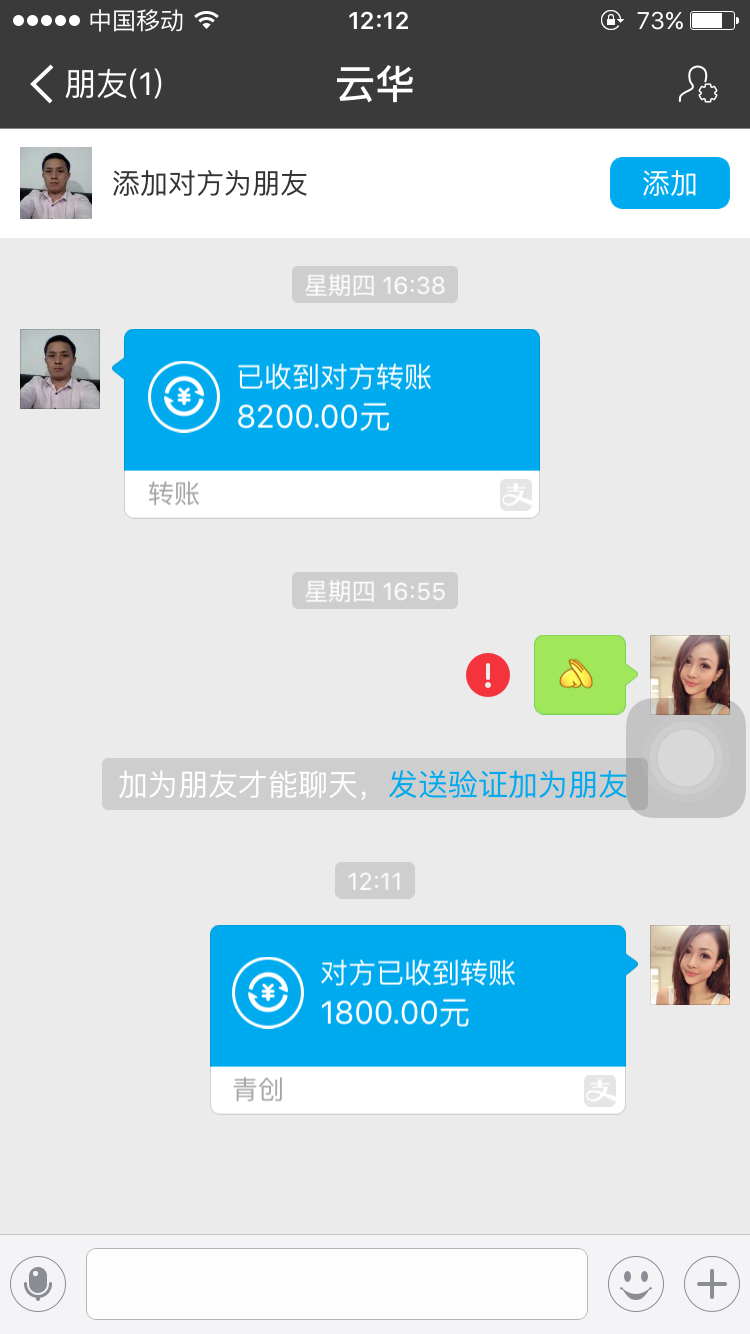 中国移动 12:12 73%
朋友(1) 云华
添加对方为朋友 添加
星期四 16:38
已收到对方转账
8200.00元
转账 支
星期四 16:55
加为朋友才能聊天，发送验证加为朋友
12:11
对方已收到转账
1800.00元
青创 支